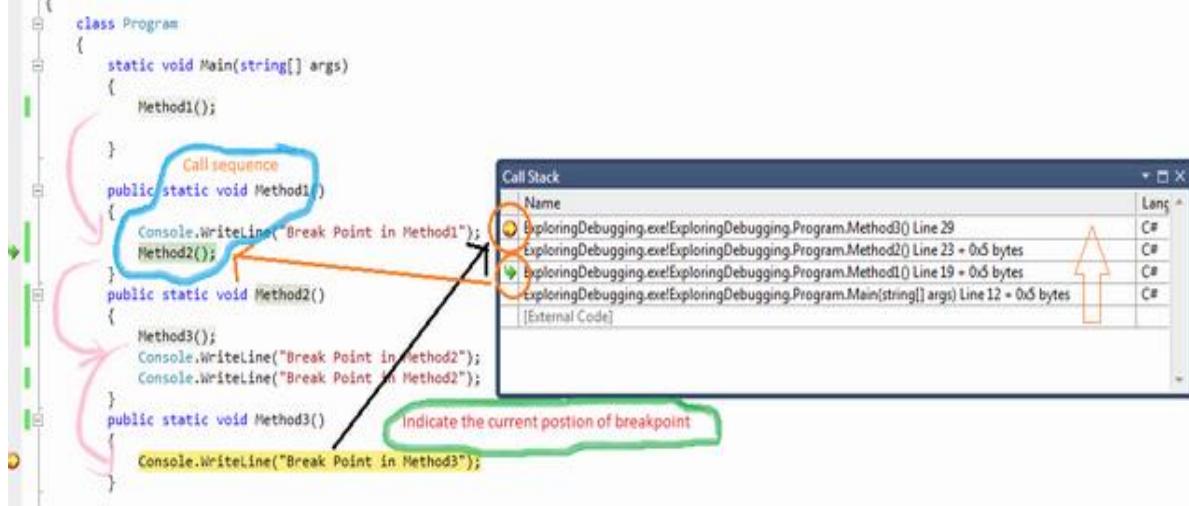 {
class Program
{
static void Main(string[] args)
{
Method1();
}
Call sequence
public static void Method1()
{
Console.WriteLine("Break Point in Method1");
Method2();
}
public static void Method2()
{
Method3();
Console.WriteLine("Break Point in Method2");
Console.WriteLine("Break Point in Method2");
}
public static void Method3()
{
Console.WriteLine("Break Point in Method3");
}
Call Stack
Name Lang
ExploringDebugging.exe!ExploringDebugging.Program.Method3() Line 29 C#
ExploringDebugging.exe!ExploringDebugging.Program.Method2() Line 23 + 0x5 bytes C#
ExploringDebugging.exe!ExploringDebugging.Program.Method1() Line 19 + 0x5 bytes C#
ExploringDebugging.exe!ExploringDebugging.Program.Main(string[] args) Line 12 + 0x5 bytes C#
[External Code]
Indicate the current postion of breakpoint